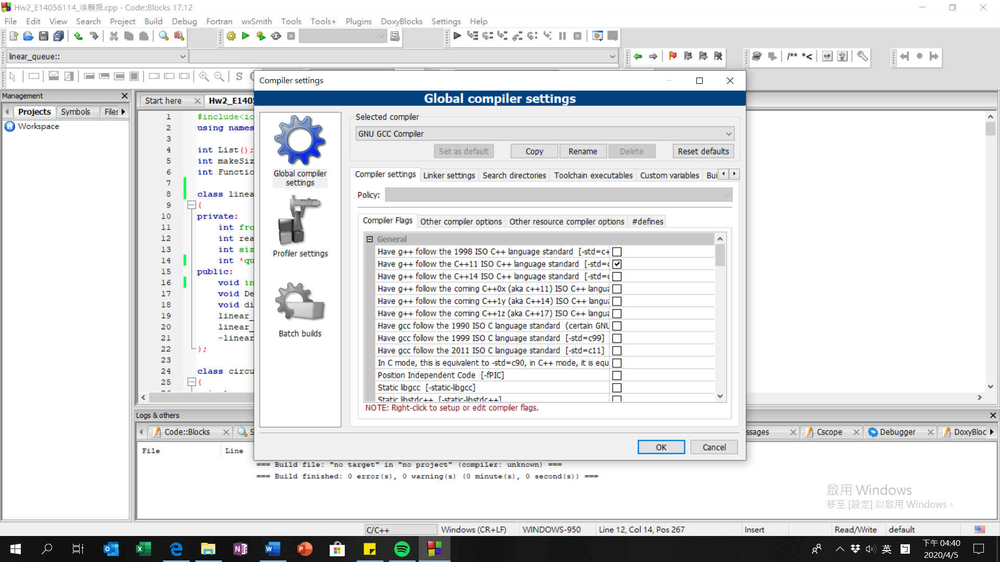 Hw2_E14056114_徐顥舜.cpp - Code::Blocks 17.12
File Edit View Search Project Build Debug Fortran wxSmith Tools Tools+ Plugins DoxyBlocks Settings Help
linear_queue::
/** *<
S
Management
Projects Symbols Files
Workspace
Start here Hw2_E1405
1 #include<io
2 using names
3
4 int List();
5 int makeSiz
6 int Functio
7
8 class linea
9 {
10 private:
11 int fro
12 int rea
13 int siz
14 int *qu
15 public:
16 void in
17 void De
18 void di
19 linear_
20 linear_
21 ~linear
22 };
23
24 class circu
25 {
Compiler settings
Global compiler settings
Global compiler
settings
Profiler settings
Batch builds
Selected compiler
GNU GCC Compiler
Set as default Copy Rename Delete Reset defaults
Compiler settings Linker settings Search directories Toolchain executables Custom variables Bui
Policy:
Compiler Flags Other compiler options Other resource compiler options #defines
General
Have g++ follow the 1998 ISO C++ language standard [-std=c+
Have g++ follow the C++11 ISO C++ language standard [-std=c
Have g++ follow the C++14 ISO C++ language standard [-std=c
Have g++ follow the coming C++0x (aka c++11) ISO C++ langua
Have g++ follow the coming C++1y (aka C++14) ISO C++ langua
Have g++ follow the coming C++1z (aka C++17) ISO C++ langua
Have gcc follow the 1990 ISO C language standard (certain GNU
Have gcc follow the 1999 ISO C language standard [-std=c99]
Have gcc follow the 2011 ISO C language standard [-std=c11]
In C mode, this is equivalent to -std=c90, in C++ mode, it is equ
Position Independent Code [-fPIC]
Static libgcc [-static-libgcc]
Static libstdc++ [-static-libstdc++]
NOTE: Right-click to setup or edit compiler flags.
OK Cancel
Logs & others
Code::Blocks S ssages Cscope Debugger DoxyBloc
File Line
=== Build file: "no target" in "no project" (compiler: unknown) ===
=== Build finished: 0 error(s), 0 warning(s) (0 minute(s), 0 second(s)) ===
啟用 Windows
移至 [設定] 以啟用 Windows。
C/C++ Windows (CR+LF) WINDOWS-950 Line 12, Col 14, Pos 267 Insert Read/Write default
英
下午 04:40
2020/4/5